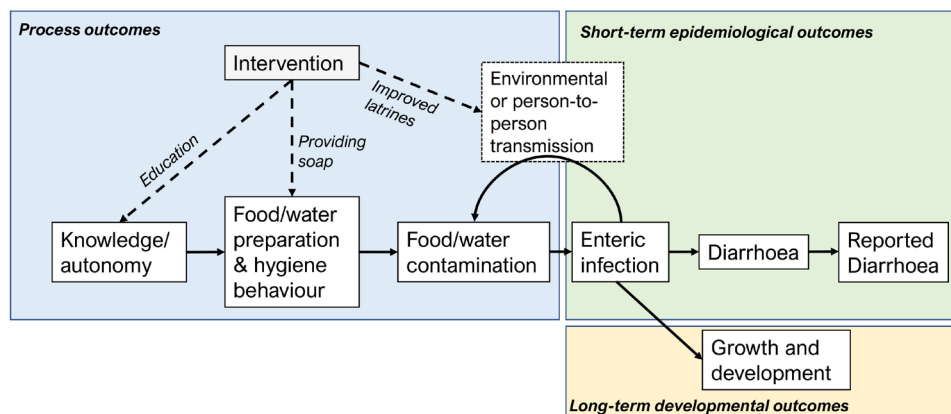 Process outcomes
Short-term epidemiological outcomes
Intervention
Environmental
or person-to-
person
transmission
Improved
latrines
Education
Providing
soap
Knowledge/
autonomy
Food/water
preparation
& hygiene
behaviour
Food/water
contamination
Enteric
infection
Diarrhoea
Reported
Diarrhoea
Growth and
development
Long-term developmental outcomes